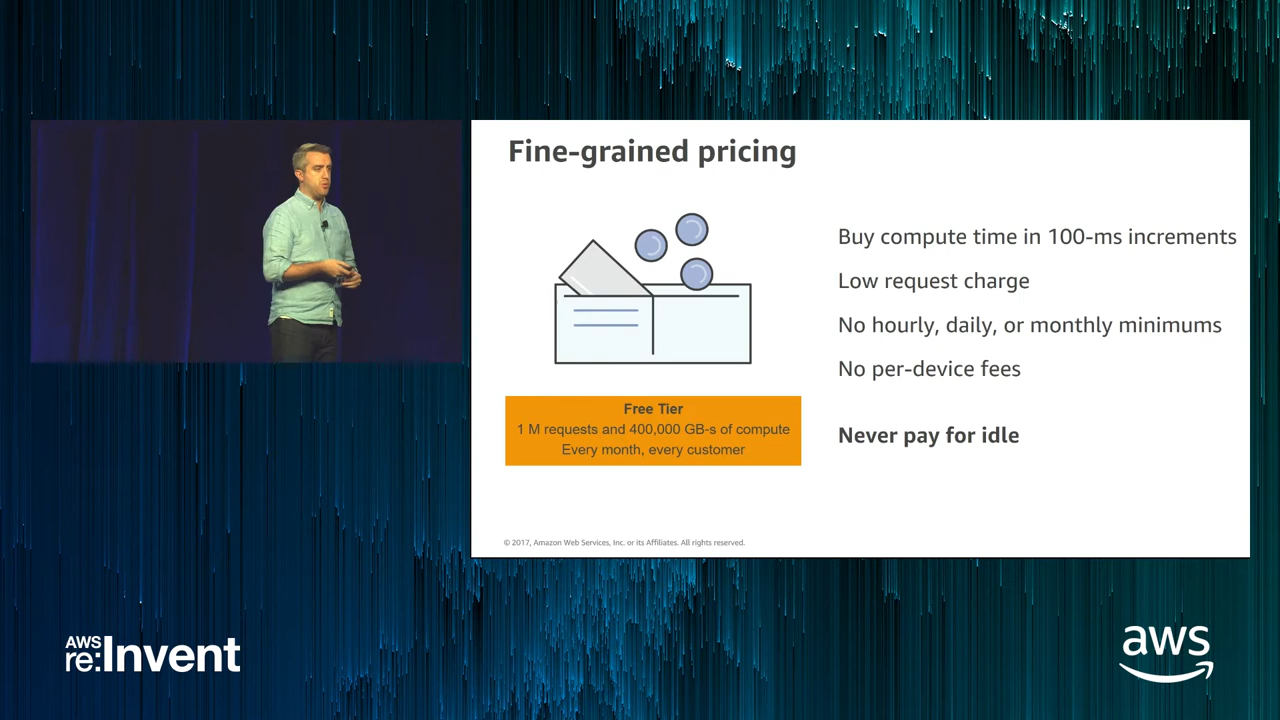 Fine-grained pricing
Buy compute time in 100-ms increments
Low request charge
No hourly, daily, or monthly minimums
No per-device fees
Never pay for idle
Free Tier
1 M requests and 400,000 GB-s of compute
Every month, every customer
© 2017, Amazon Web Services, Inc. or its Affiliates. All rights reserved.
AWS
re:Invent
aws